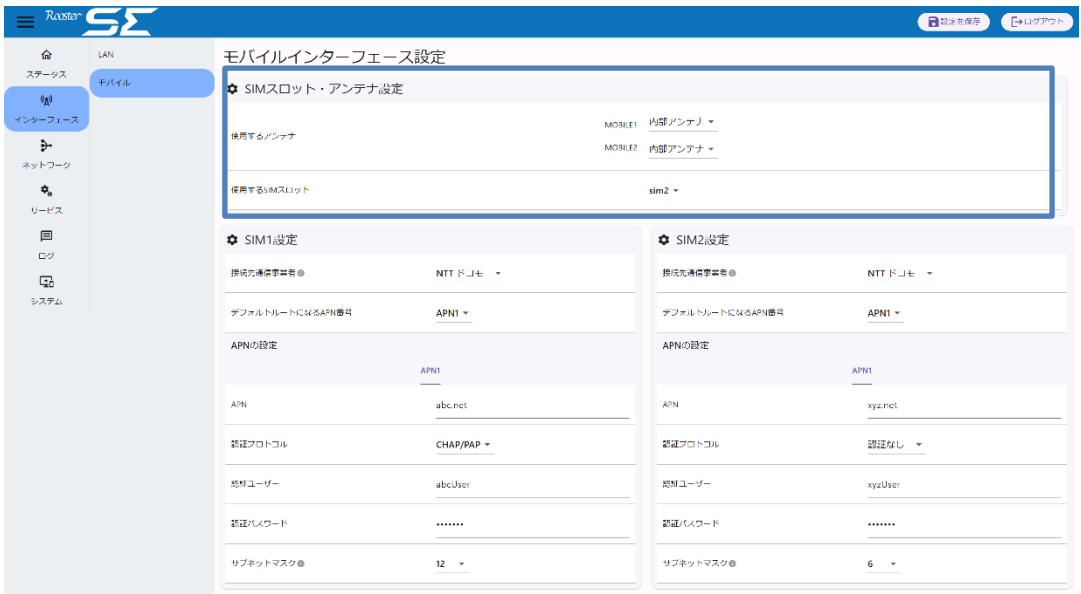 Rooster SE
設定を保存
ログアウト
ステータス
インターフェース
ネットワーク
サービス
ログ
システム
LAN
モバイル
モバイルインターフェース設定
SIMスロット・アンテナ設定
使用するアンテナ
MOBILE1 内部アンテナ
MOBILE2 内部アンテナ
使用するSIMスロット sim2
SIM1設定
接続先通信事業者 NTT ドコモ
デフォルトルートになるAPN番号 APN1
APNの設定
APN1
APN abc.net
認証プロトコル CHAP/PAP
認証ユーザー abcUser
認証パスワード •••••••
サブネットマスク 12
SIM2設定
接続先通信事業者 NTT ドコモ
デフォルトルートになるAPN番号 APN1
APNの設定
APN1
APN xyz.net
認証プロトコル 認証なし
認証ユーザー xyzUser
認証パスワード •••••••
サブネットマスク 6